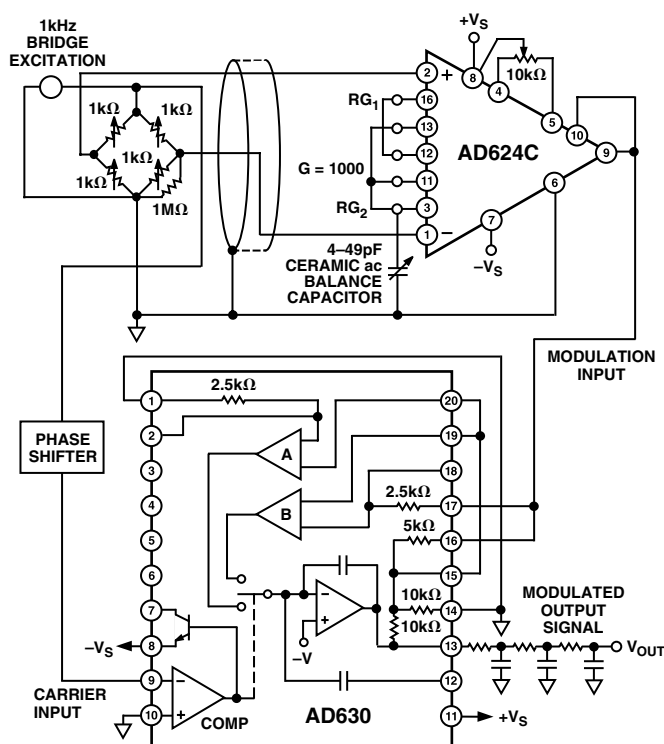 1kHz
BRIDGE
EXCITATION
1kΩ
1kΩ
1kΩ
1kΩ
1MΩ
+VS
10kΩ
2
+
8
4
5
10
9
6
7
−VS
16
13
12
11
3
1
−
RG1
G = 1000
RG2
AD624C
4–49pF
CERAMIC ac
BALANCE
CAPACITOR
MODULATION
INPUT
PHASE
SHIFTER
1
2
3
4
5
6
7
8
9
10
2.5kΩ
A
B
20
19
18
17
16
15
14
13
12
11
2.5kΩ
5kΩ
10kΩ
10kΩ
−
+
−V
−VS
CARRIER
INPUT
−
+
COMP
AD630
+VS
MODULATED
OUTPUT
SIGNAL
VOUT